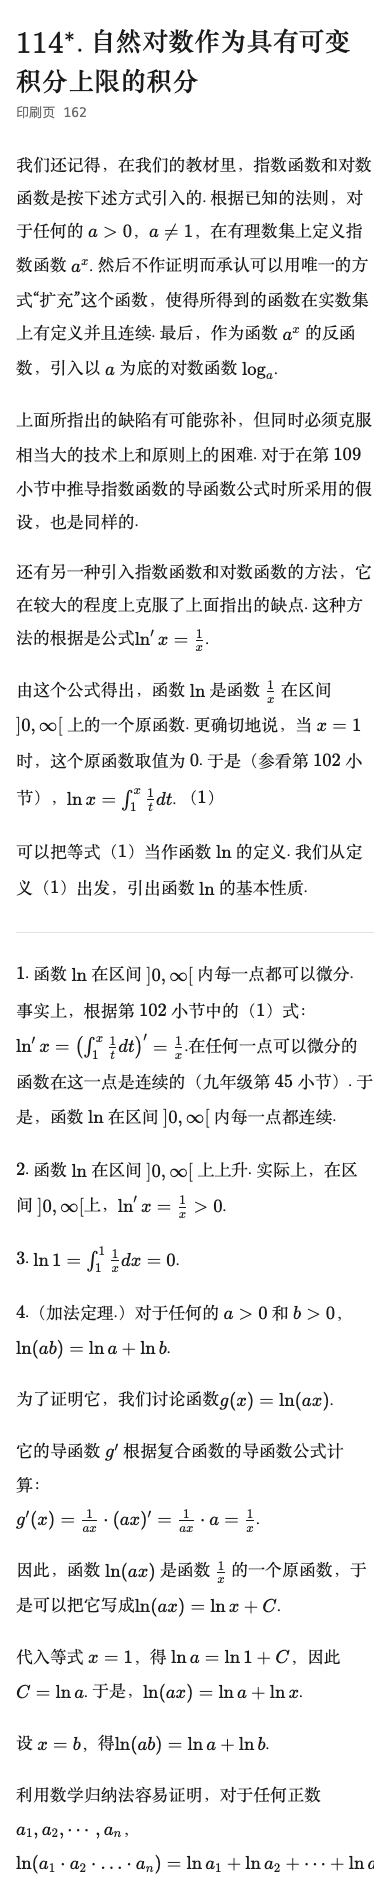 114*. 自然对数作为具有可变
积分上限的积分
印刷页 162
我们还记得，在我们的教材里，指数函数和对数
函数是按下述方式引入的. 根据已知的法则，对
于任何的 a > 0，a ≠ 1，在有理数集上定义指
数函数 aˣ. 然后不作证明而承认可以用唯一的方
式“扩充”这个函数，使得所得到的函数在实数集
上有定义并且连续. 最后，作为函数 aˣ 的反函
数，引入以 a 为底的对数函数 logₐ.
上面所指出的缺陷有可能弥补，但同时必须克服
相当大的技术上和原则上的困难. 对于在第 109
小节中推导指数函数的导函数公式时所采用的假
设，也是同样的.
还有另一种引入指数函数和对数函数的方法，它
在较大的程度上克服了上面指出的缺点. 这种方
法的根据是公式ln′ x = 1/x.
由这个公式得出，函数 ln 是函数 1/x 在区间
]0, ∞[ 上的一个原函数. 更确切地说，当 x = 1
时，这个原函数取值为 0. 于是（参看第 102 小
节），ln x = ∫₁ˣ 1/t dt.（1）
可以把等式（1）当作函数 ln 的定义. 我们从定
义（1）出发，引出函数 ln 的基本性质.
1. 函数 ln 在区间 ]0, ∞[ 内每一点都可以微分.
事实上，根据第 102 小节中的（1）式：
ln′ x = (∫₁ˣ 1/t dt)′ = 1/x.在任何一点可以微分的
函数在这一点是连续的（九年级第 45 小节）. 于
是，函数 ln 在区间 ]0, ∞[ 内每一点都连续.
2. 函数 ln 在区间 ]0, ∞[ 上上升. 实际上，在区
间 ]0, ∞[上，ln′ x = 1/x > 0.
3. ln 1 = ∫₁¹ 1/x dx = 0.
4.（加法定理.）对于任何的 a > 0 和 b > 0，
ln(ab) = ln a + ln b.
为了证明它，我们讨论函数g(x) = ln(ax).
它的导函数 g′ 根据复合函数的导函数公式计
算：
g′(x) = 1/ax · (ax)′ = 1/ax · a = 1/x.
因此，函数 ln(ax) 是函数 1/x 的一个原函数，于
是可以把它写成ln(ax) = ln x + C.
代入等式 x = 1，得 ln a = ln 1 + C，因此
C = ln a. 于是，ln(ax) = ln a + ln x.
设 x = b，得ln(ab) = ln a + ln b.
利用数学归纳法容易证明，对于任何正数
a₁, a₂, ⋯ , aₙ，
ln(a₁ · a₂ · … · aₙ) = ln a₁ + ln a₂ + ⋯ + ln